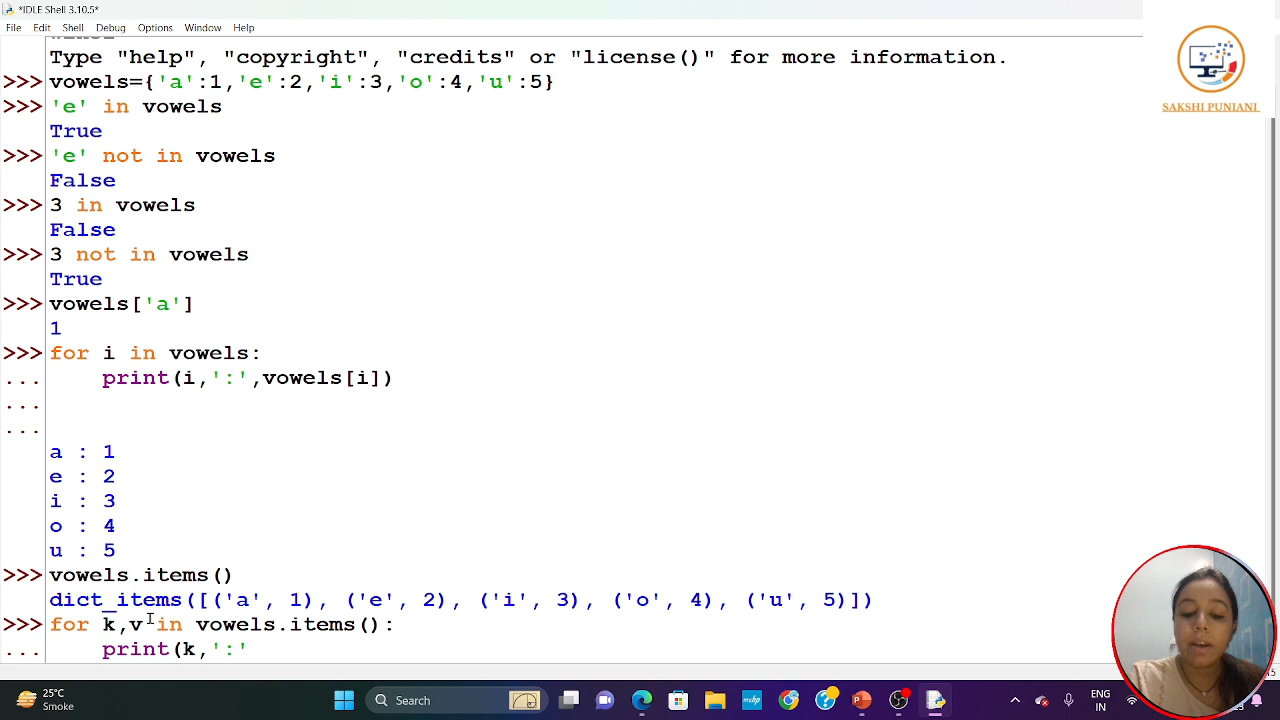 *IDLE Shell 3.10.5*
File Edit Shell Debug Options Window Help
SAKSHI PUNIANI
Type "help", "copyright", "credits" or "license()" for more information.
>>> vowels={'a':1,'e':2,'i':3,'o':4,'u':5}
>>> 'e' in vowels
True
>>> 'e' not in vowels
False
>>> 3 in vowels
False
>>> 3 not in vowels
True
>>> vowels['a']
1
>>> for i in vowels:
... print(i,':',vowels[i])
...
...
a : 1
e : 2
i : 3
o : 4
u : 5
>>> vowels.items()
dict_items([('a', 1), ('e', 2), ('i', 3), ('o', 4), ('u', 5)])
>>> for k,v in vowels.items():
... print(k,':'
25°C
Smoke
Search
ENG
IN